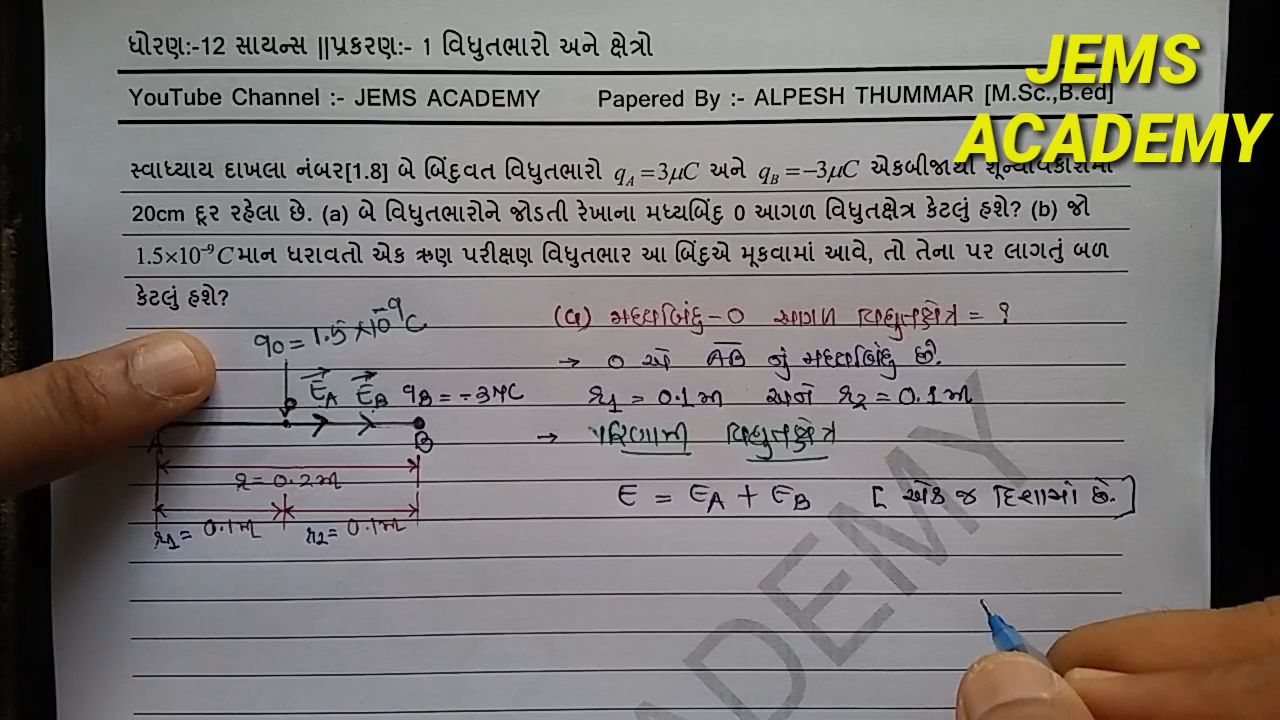 ધોરણ:-12 સાયન્સ ||પ્રકરણ:- 1 વિધુતભારો અને ક્ષેત્રો
JEMS
ACADEMY
YouTube Channel :- JEMS ACADEMY Papered By :- ALPESH THUMMAR [M.Sc.,B.ed]
સ્વાધ્યાય દાખલા નંબર[1.8] બે બિંદુવત વિધુતભારો q_A=3μC અને q_B=-3μC એકબીજાથી શૂન્યાવકાશમાં
20cm દૂર રહેલા છે. (a) બે વિધુતભારોને જોડતી રેખાના મધ્યબિંદુ 0 આગળ વિધુતક્ષેત્ર કેટલું હશે? (b) જો
1.5×10⁻⁹C માન ધરાવતો એક ઋણ પરીક્ષણ વિધુતભાર આ બિંદુએ મૂકવામાં આવે, તો તેના પર લાગતું બળ
કેટલું હશે?
q0 = 1.5×10⁻⁹C
E_A E_B q_B = -3μC
A B
r = 0.2m
r1 = 0.1m r2 = 0.1m
(a) મધ્યબિંદુ-0 આગળ વિદ્યુતક્ષેત્ર = ?
→ 0 એ AB નું મધ્યબિંદુ છે.
r1 = 0.1m અને r2 = 0.1m
→ પરિણામી વિદ્યુતક્ષેત્ર
E = E_A + E_B [ એક જ દિશામાં છે. ]
ACADEMY